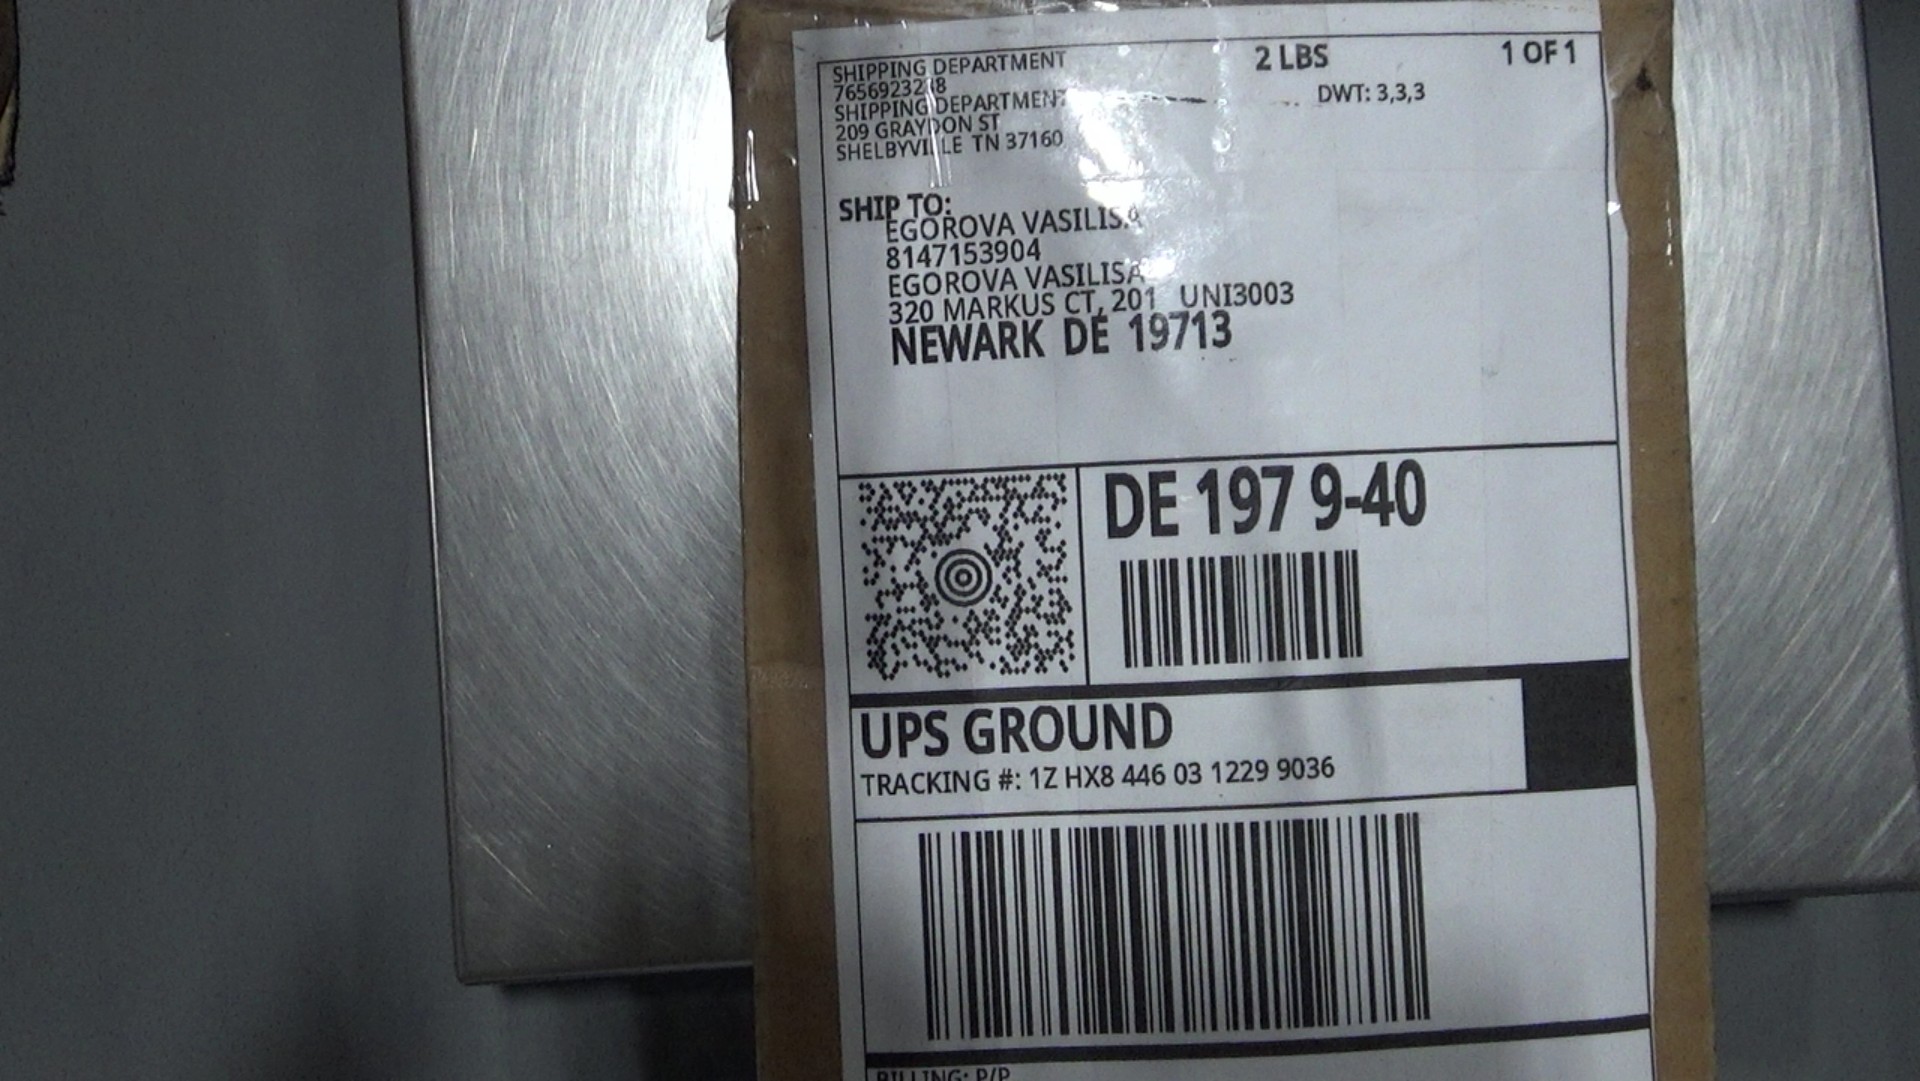 SHIPPING DEPARTMENT
2 LBS
1 OF 1
DWT: 3,3,3
SHIPPING DEPARTMENT
209 GRAYDON ST
SHELBYVILLE TN 37160
SHIP TO:
EGOROVA VASILISA
8147153904
EGOROVA VASILISA
320 MARKUS CT, 201 UNI3003
NEWARK DE 19713
DE 197 9-40
UPS GROUND
TRACKING #: 1Z HX8 446 03 1229 9036
BILLING: P/P